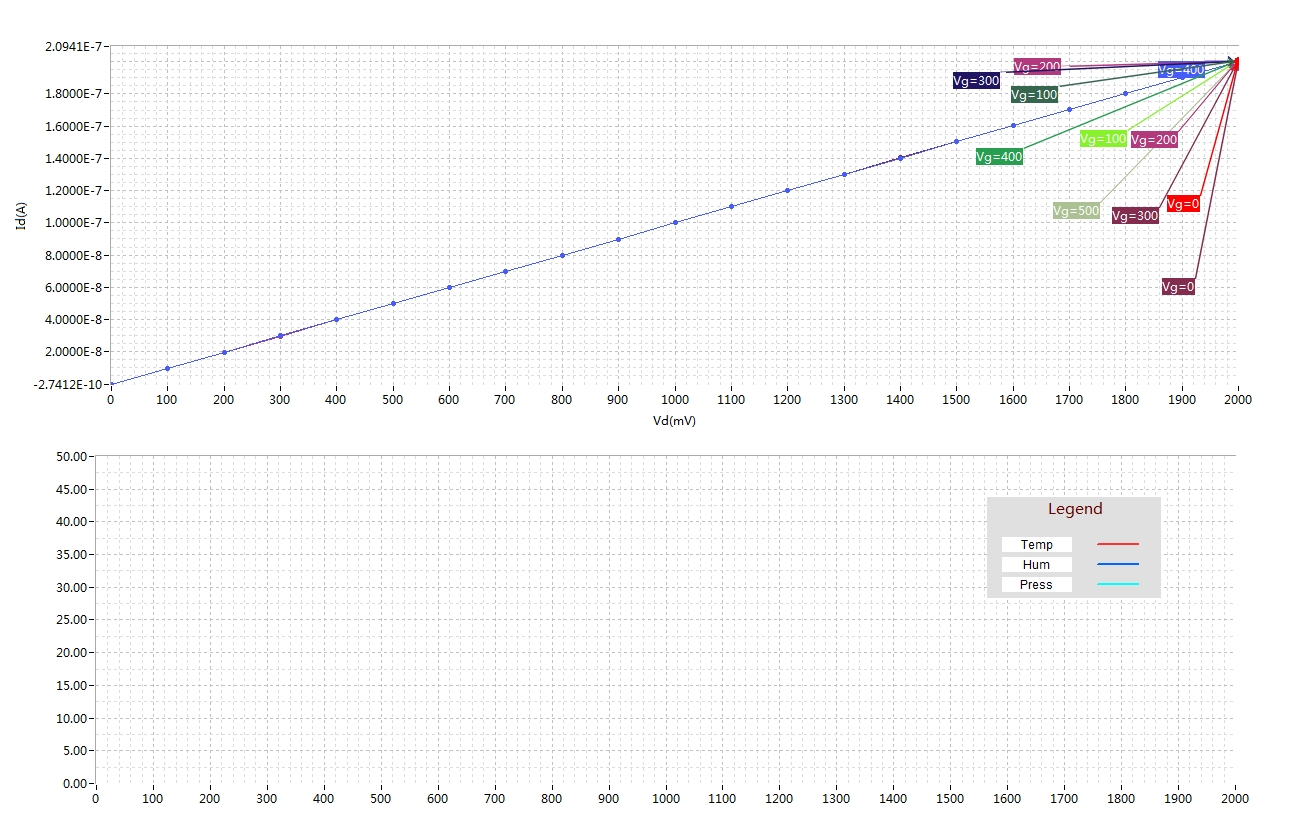 2.0941E-7
1.8000E-7
1.6000E-7
1.4000E-7
1.2000E-7
1.0000E-7
8.0000E-8
6.0000E-8
4.0000E-8
2.0000E-8
-2.7412E-10
Id(A)
Vg=200
Vg=400
Vg=300
Vg=100
Vg=100
Vg=200
Vg=400
Vg=0
Vg=500
Vg=300
Vg=0
0 100 200 300 400 500 600 700 800 900 1000 1100 1200 1300 1400 1500 1600 1700 1800 1900 2000
Vd(mV)
50.00
45.00
40.00
35.00
30.00
25.00
20.00
15.00
10.00
5.00
0.00
Legend
Temp
Hum
Press
0 100 200 300 400 500 600 700 800 900 1000 1100 1200 1300 1400 1500 1600 1700 1800 1900 2000